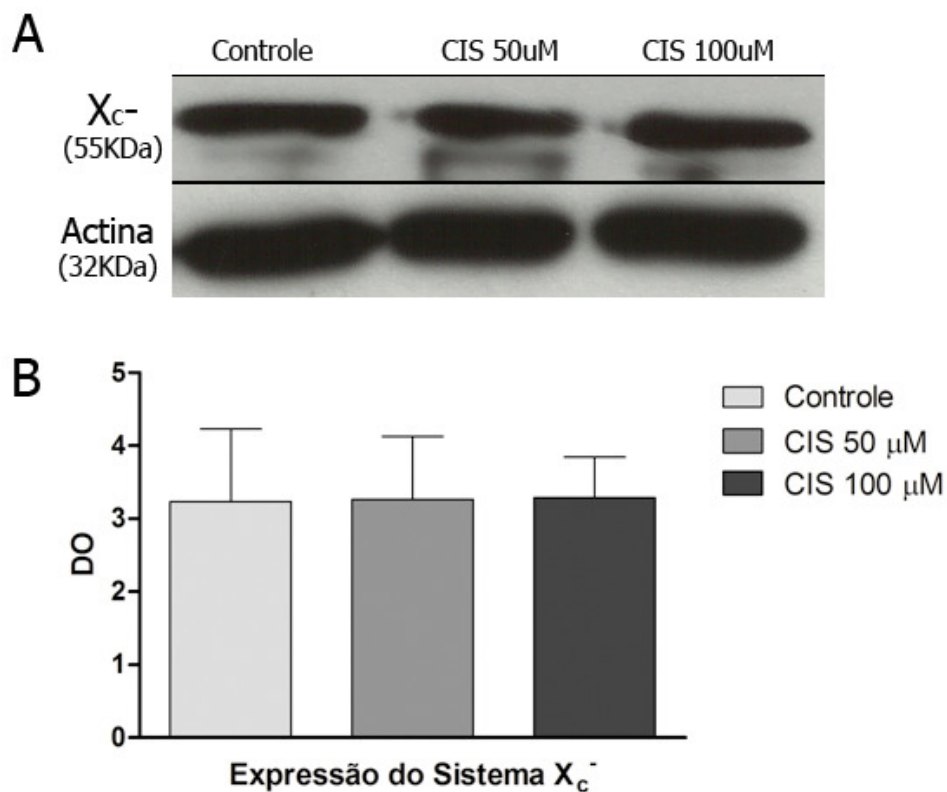 A
Controle CIS 50uM CIS 100uM
Xc-
(55KDa)
Actina
(32KDa)
B
5
4
3
2
1
0
DO
Controle
CIS 50 μM
CIS 100 μM
Expressão do Sistema Xc-